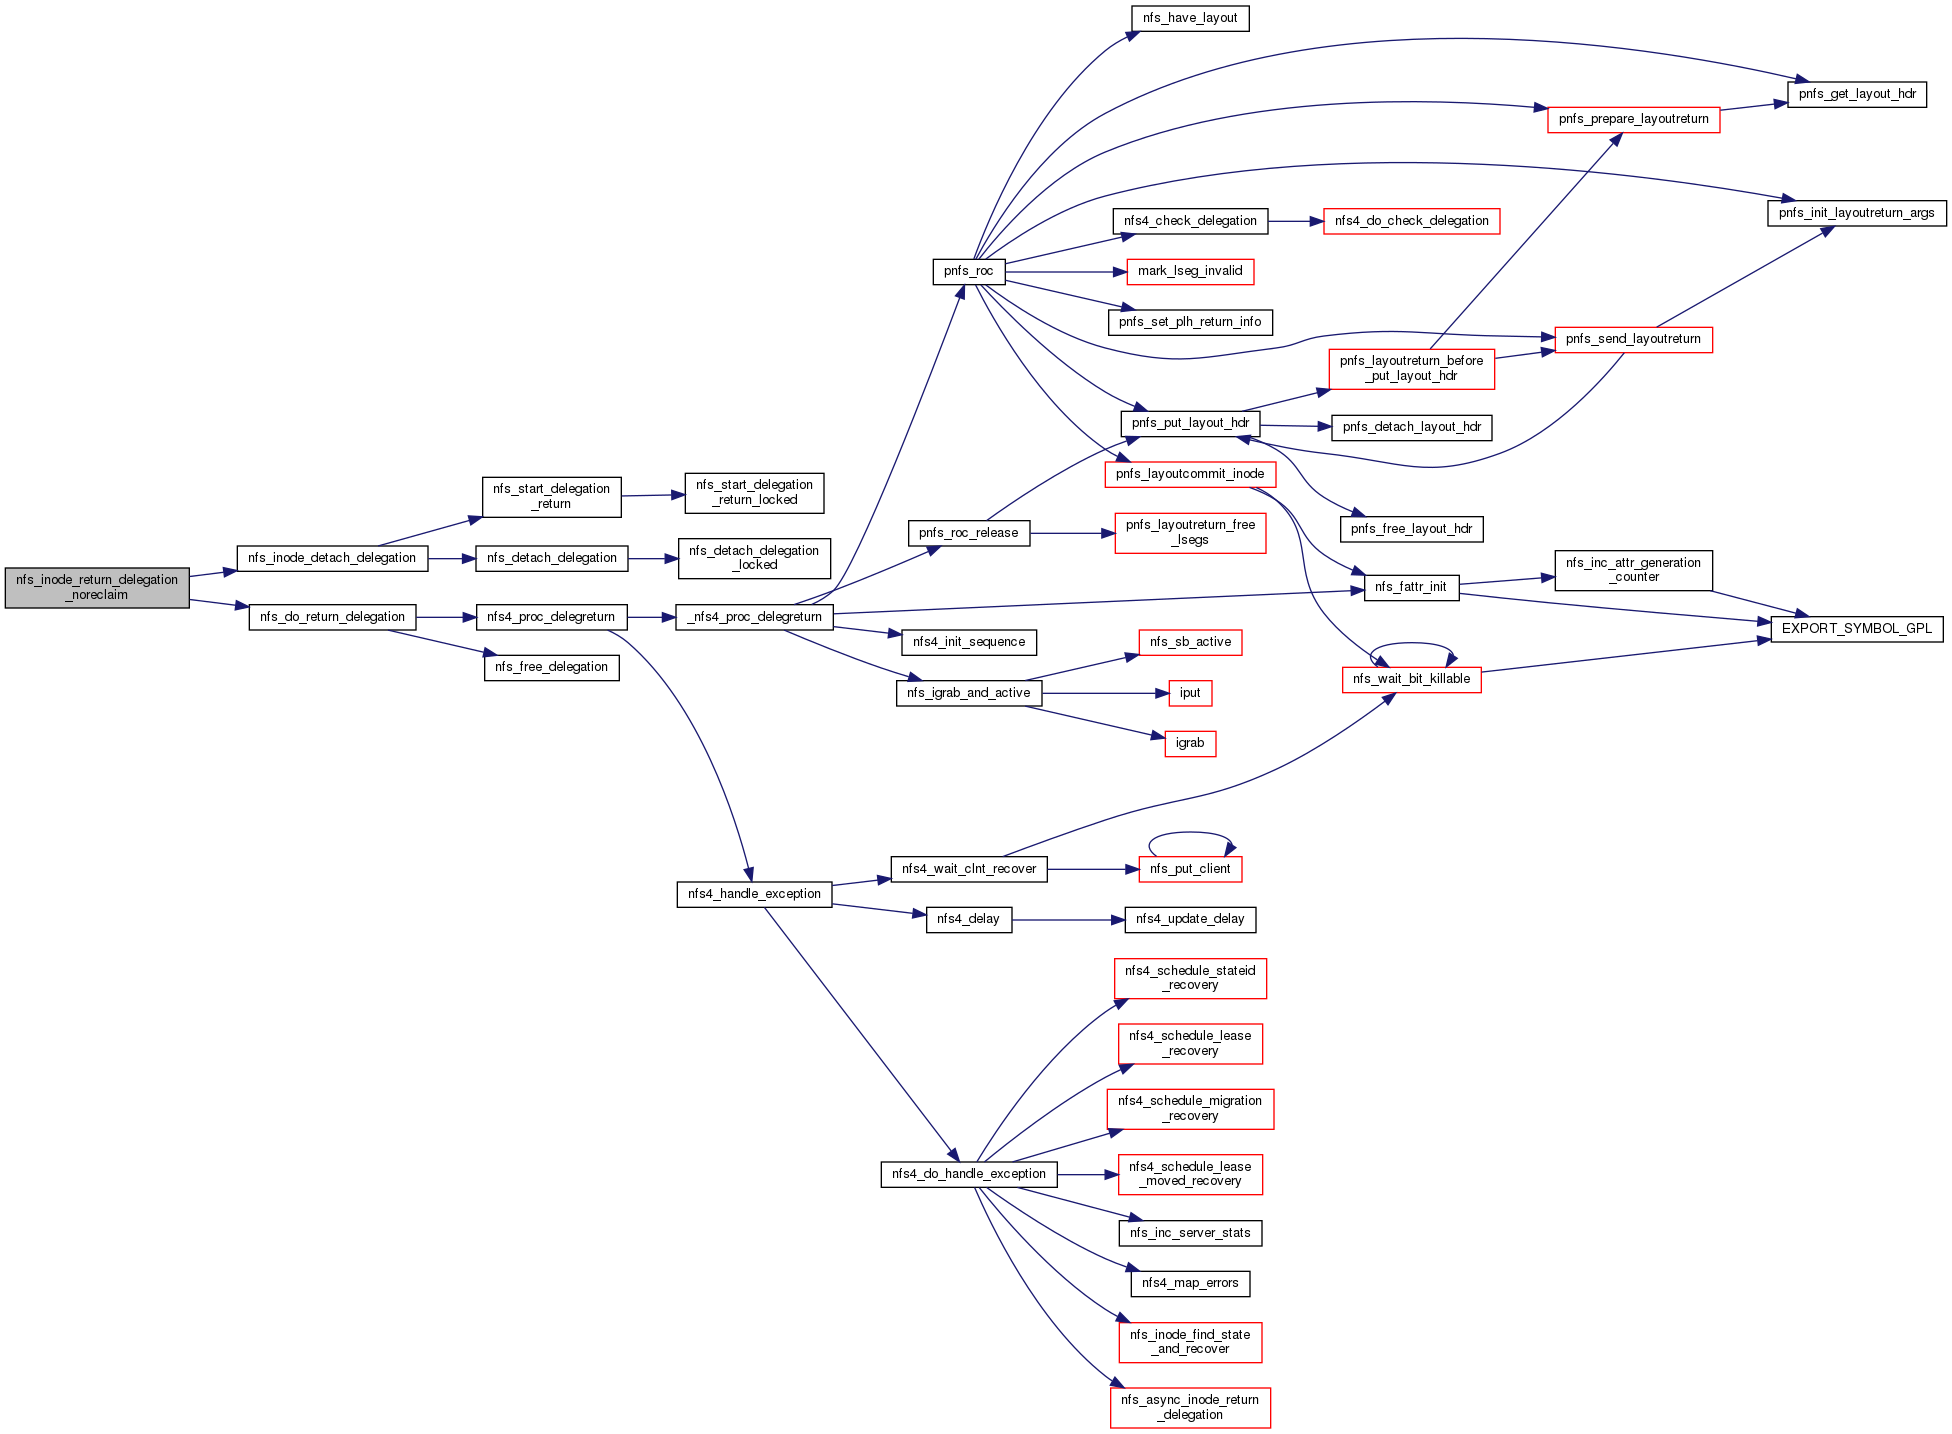 nfs_have_layout
pnfs_get_layout_hdr
pnfs_prepare_layoutreturn
pnfs_init_layoutreturn_args
nfs4_check_delegation
nfs4_do_check_delegation
pnfs_roc
mark_lseg_invalid
pnfs_set_plh_return_info
pnfs_send_layoutreturn
pnfs_layoutreturn_before
_put_layout_hdr
pnfs_put_layout_hdr
pnfs_detach_layout_hdr
pnfs_layoutcommit_inode
nfs_start_delegation
_return
nfs_start_delegation
_return_locked
pnfs_roc_release
pnfs_layoutreturn_free
_lsegs
pnfs_free_layout_hdr
nfs_inode_detach_delegation
nfs_detach_delegation
nfs_detach_delegation
_locked
nfs_inode_return_delegation
_noreclaim
nfs_fattr_init
nfs_inc_attr_generation
_counter
nfs_do_return_delegation
nfs4_proc_delegreturn
_nfs4_proc_delegreturn
EXPORT_SYMBOL_GPL
nfs4_init_sequence
nfs_sb_active
nfs_free_delegation
nfs_igrab_and_active
iput
nfs_wait_bit_killable
igrab
nfs4_wait_clnt_recover
nfs_put_client
nfs4_handle_exception
nfs4_delay
nfs4_update_delay
nfs4_schedule_stateid
_recovery
nfs4_schedule_lease
_recovery
nfs4_schedule_migration
_recovery
nfs4_do_handle_exception
nfs4_schedule_lease
_moved_recovery
nfs_inc_server_stats
nfs4_map_errors
nfs_inode_find_state
_and_recover
nfs_async_inode_return
_delegation